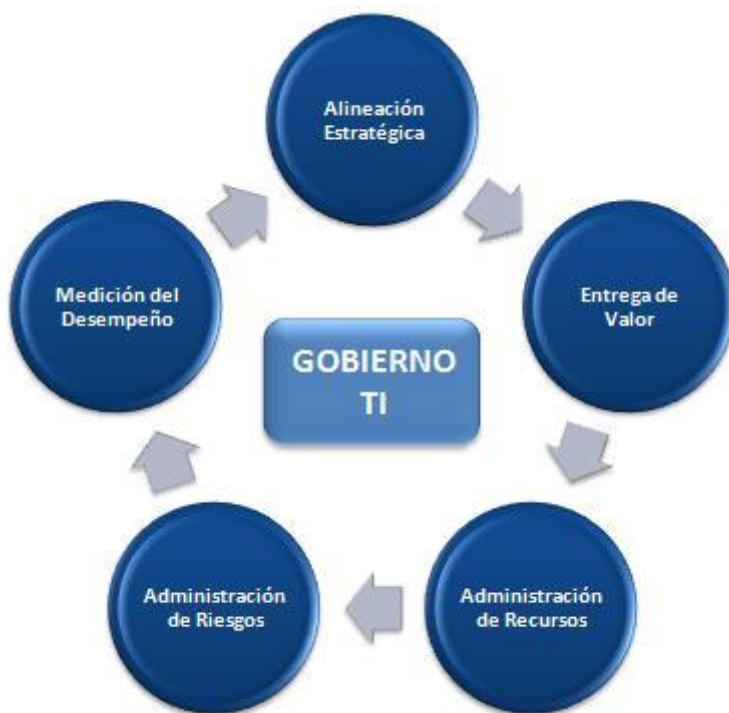 Alineación
Estratégica
Entrega de
Valor
Administración
de Recursos
Administración
de Riesgos
Medición del
Desempeño
GOBIERNO
TI